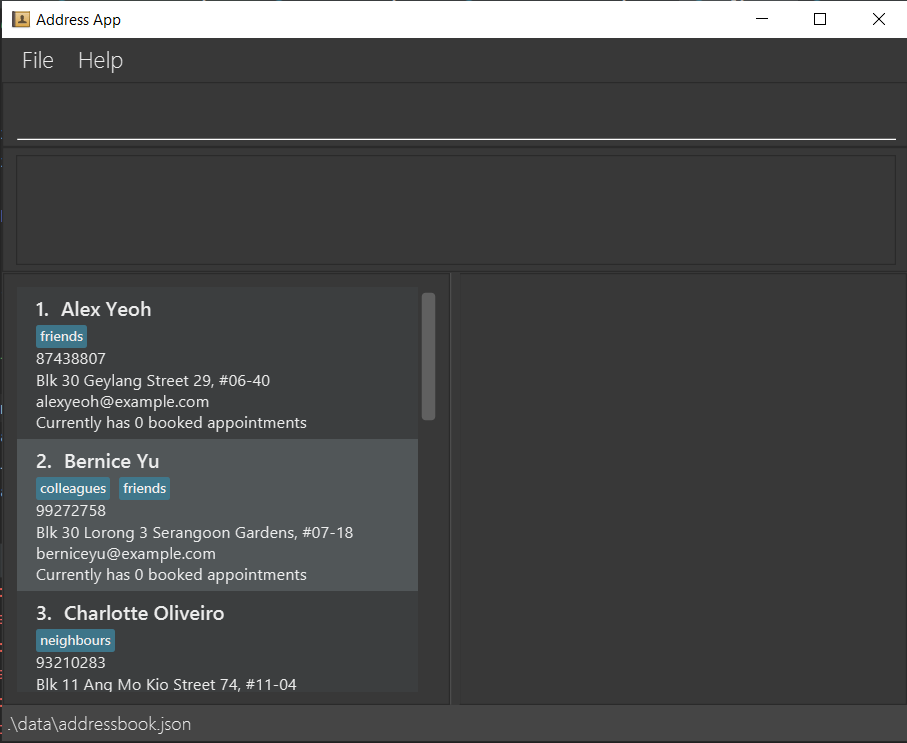 Address App
File Help
1. Alex Yeoh
friends
87438807
Blk 30 Geylang Street 29, #06-40
alexyeoh@example.com
Currently has 0 booked appointments
2. Bernice Yu
colleagues friends
99272758
Blk 30 Lorong 3 Serangoon Gardens, #07-18
berniceyu@example.com
Currently has 0 booked appointments
3. Charlotte Oliveiro
neighbours
93210283
Blk 11 Ang Mo Kio Street 74, #11-04
.\data\addressbook.json